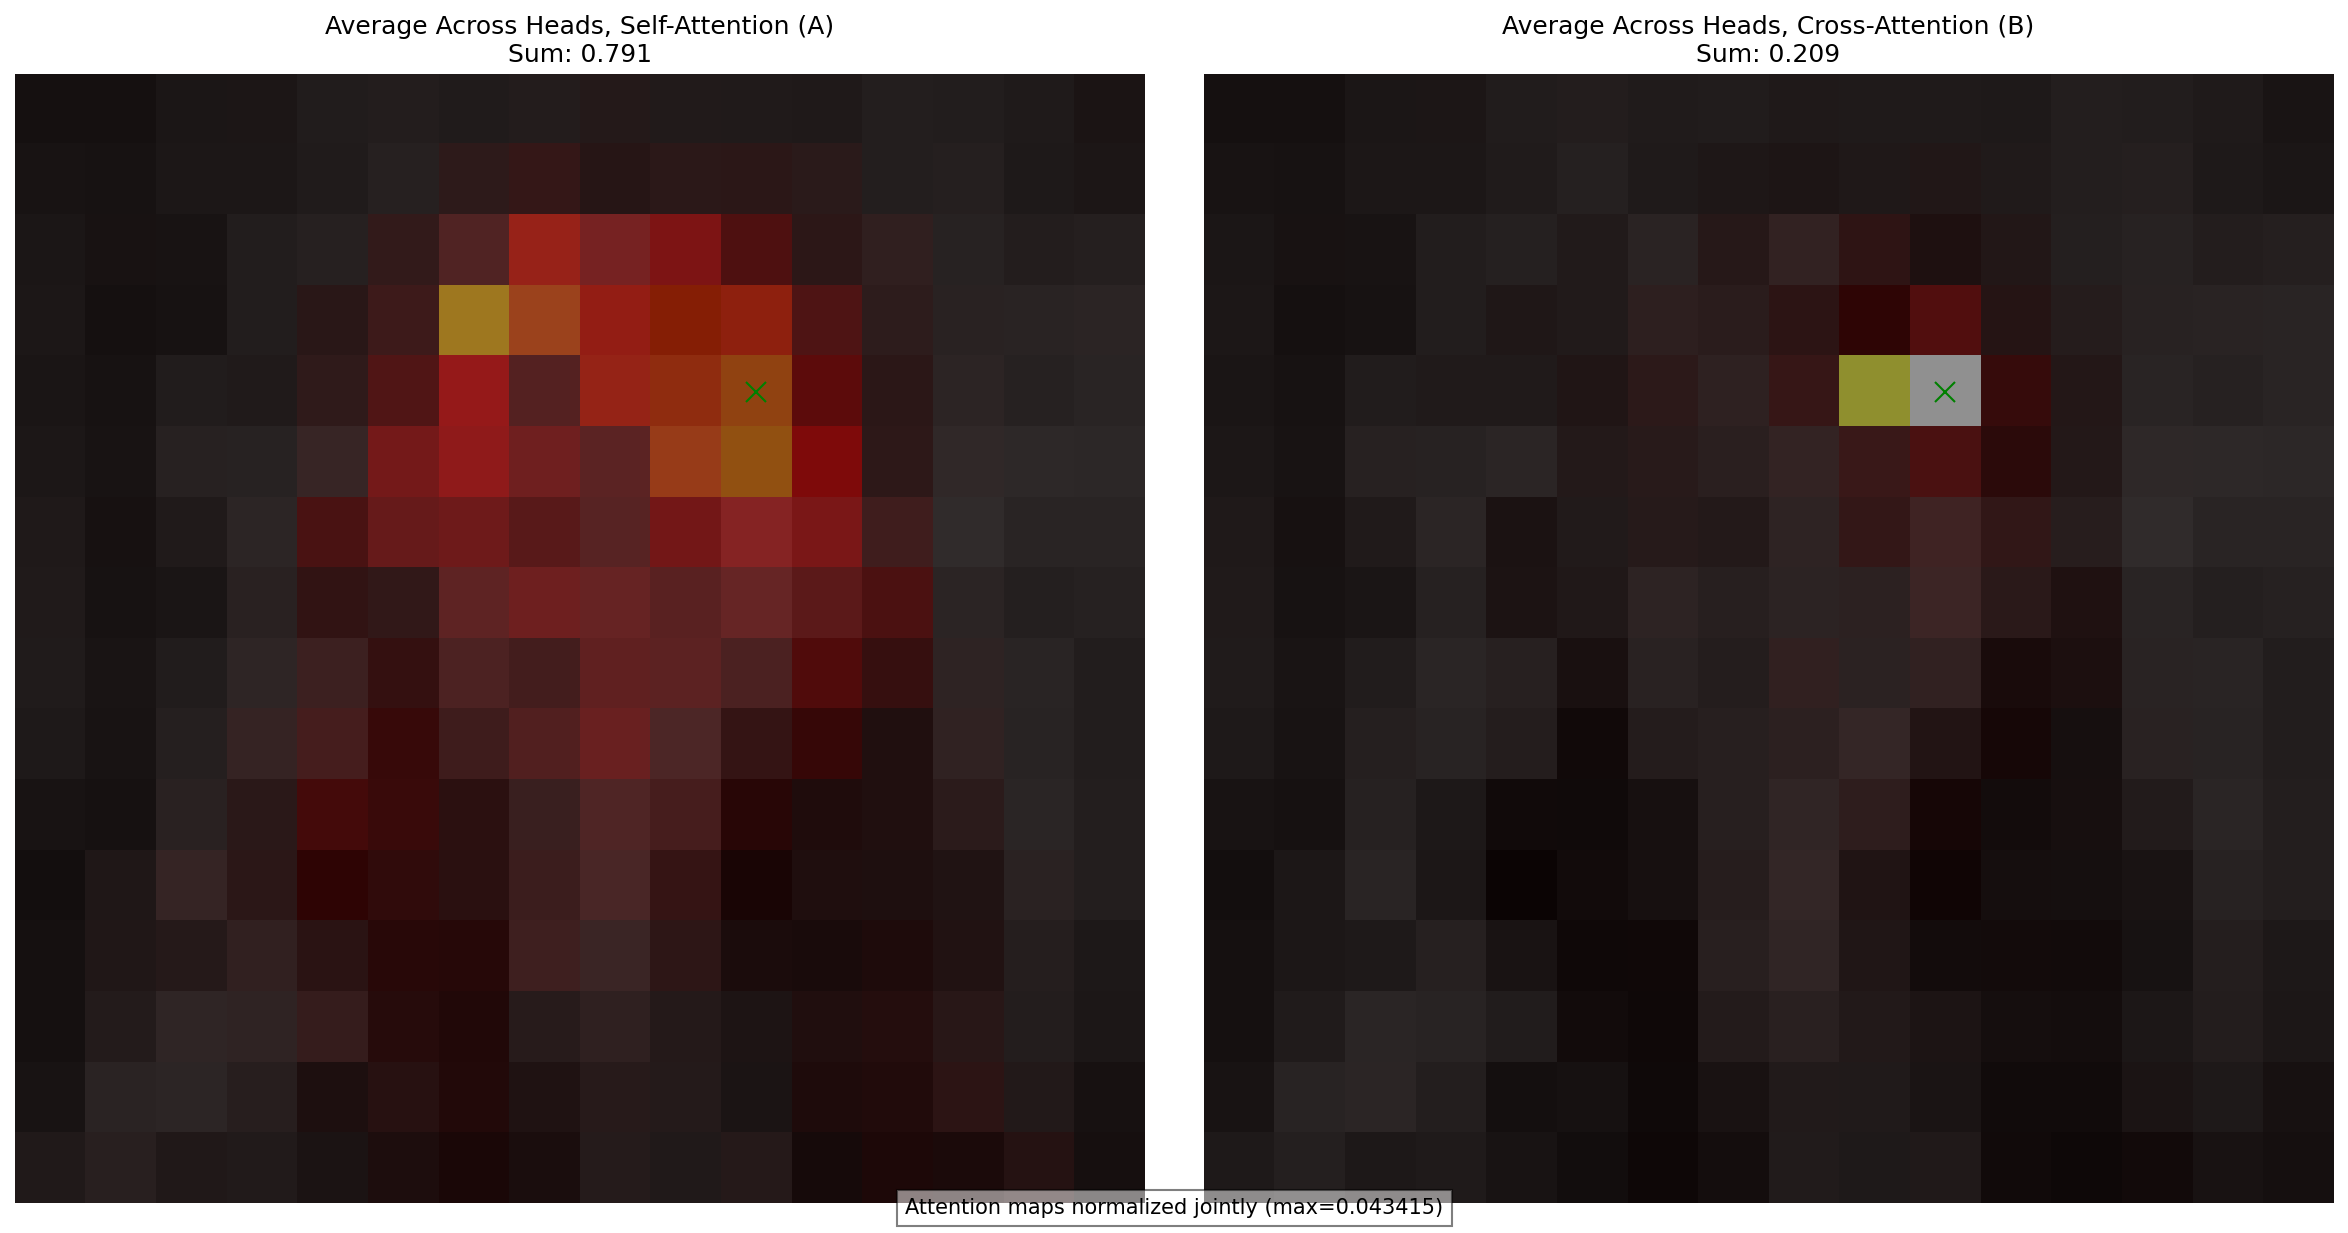 Average Across Heads, Self-Attention (A)
Sum: 0.791
Average Across Heads, Cross-Attention (B)
Sum: 0.209
Attention maps normalized jointly (max=0.043415)